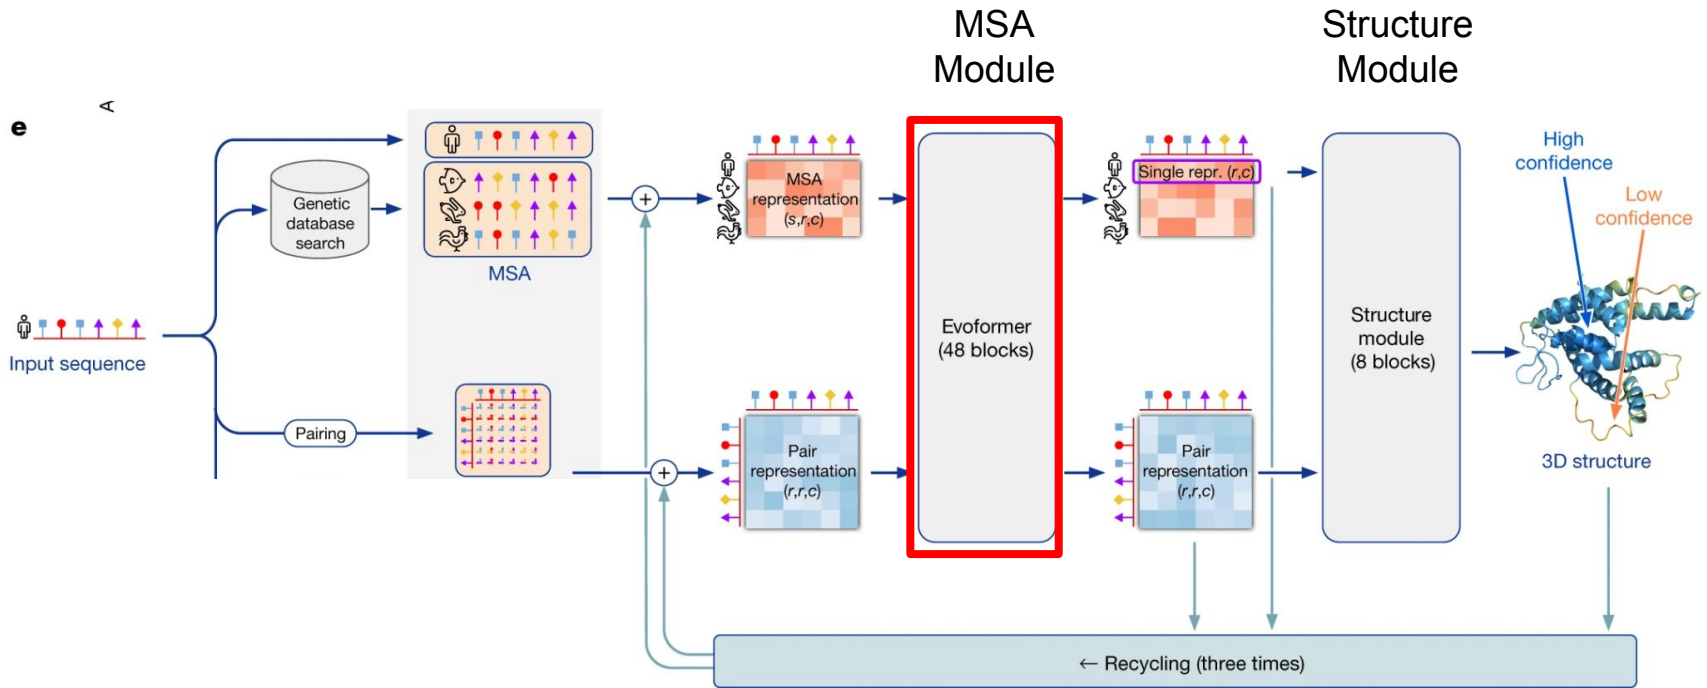 MSA
Module
Structure
Module
A
e
High
confidence
Low
confidence
Genetic
database
search
MSA
MSA
representation
(s,r,c)
Single repr. (r,c)
Input sequence
Evoformer
(48 blocks)
Structure
module
(8 blocks)
Pairing
+
+
Pair
representation
(r,r,c)
Pair
representation
(r,r,c)
3D structure
← Recycling (three times)